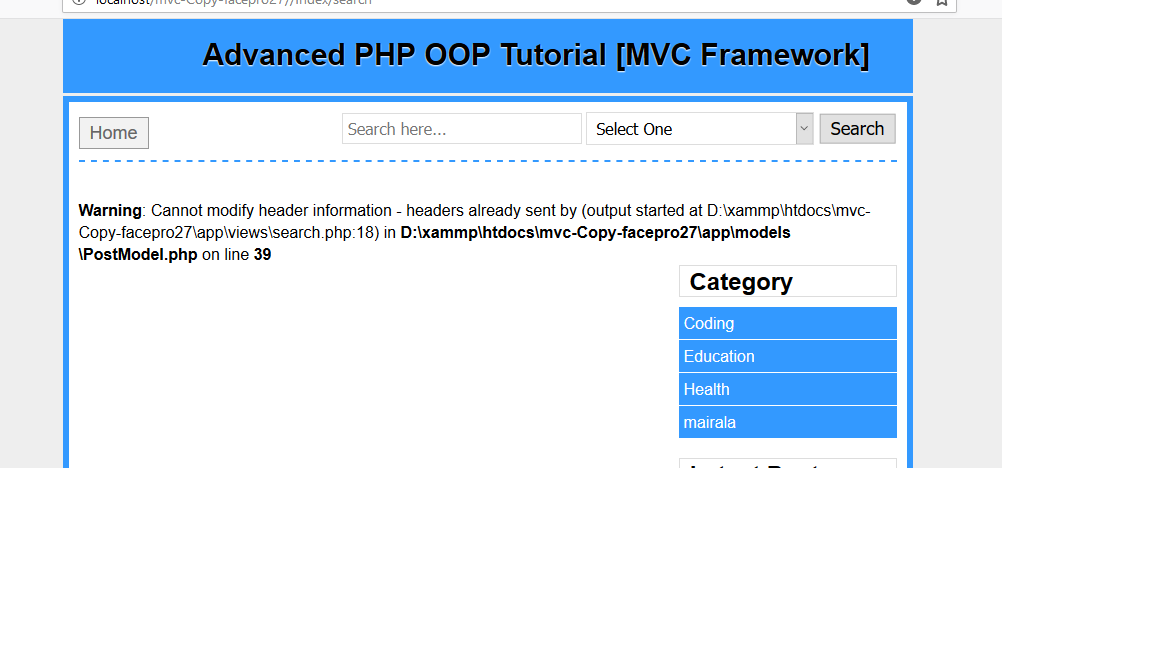 localhost/mvc-Copy-facepro27//Index/search
Advanced PHP OOP Tutorial [MVC Framework]
Home Search here... Select One Search
Warning: Cannot modify header information - headers already sent by (output started at D:\xammp\htdocs\mvc-
Copy-facepro27\app\views\search.php:18) in D:\xammp\htdocs\mvc-Copy-facepro27\app\models
\PostModel.php on line 39
Category
Coding
Education
Health
mairala